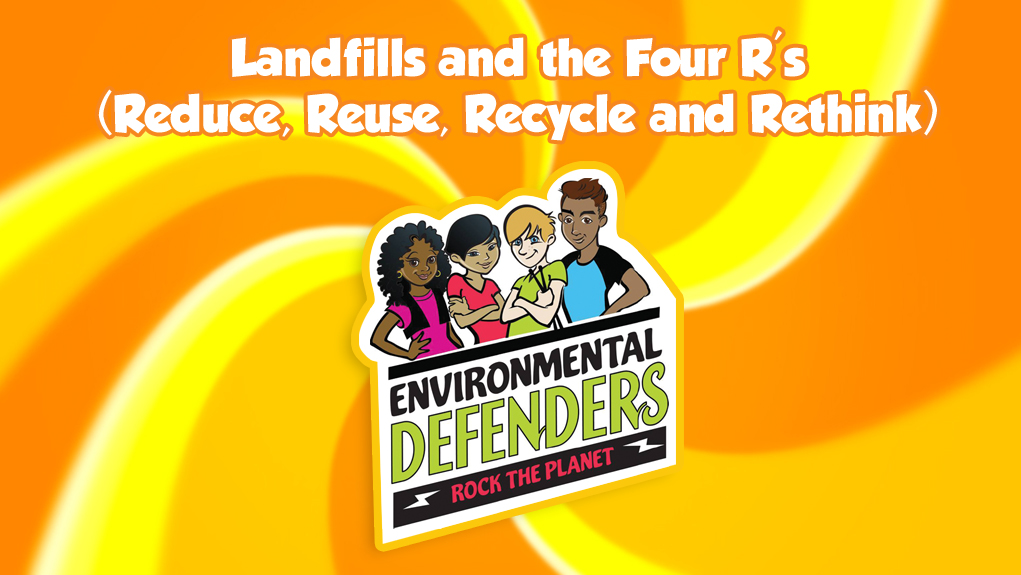 Landfills and the Four R's
(Reduce, Reuse, Recycle and Rethink)
ENVIRONMENTAL
DEFENDERS
ROCK THE PLANET